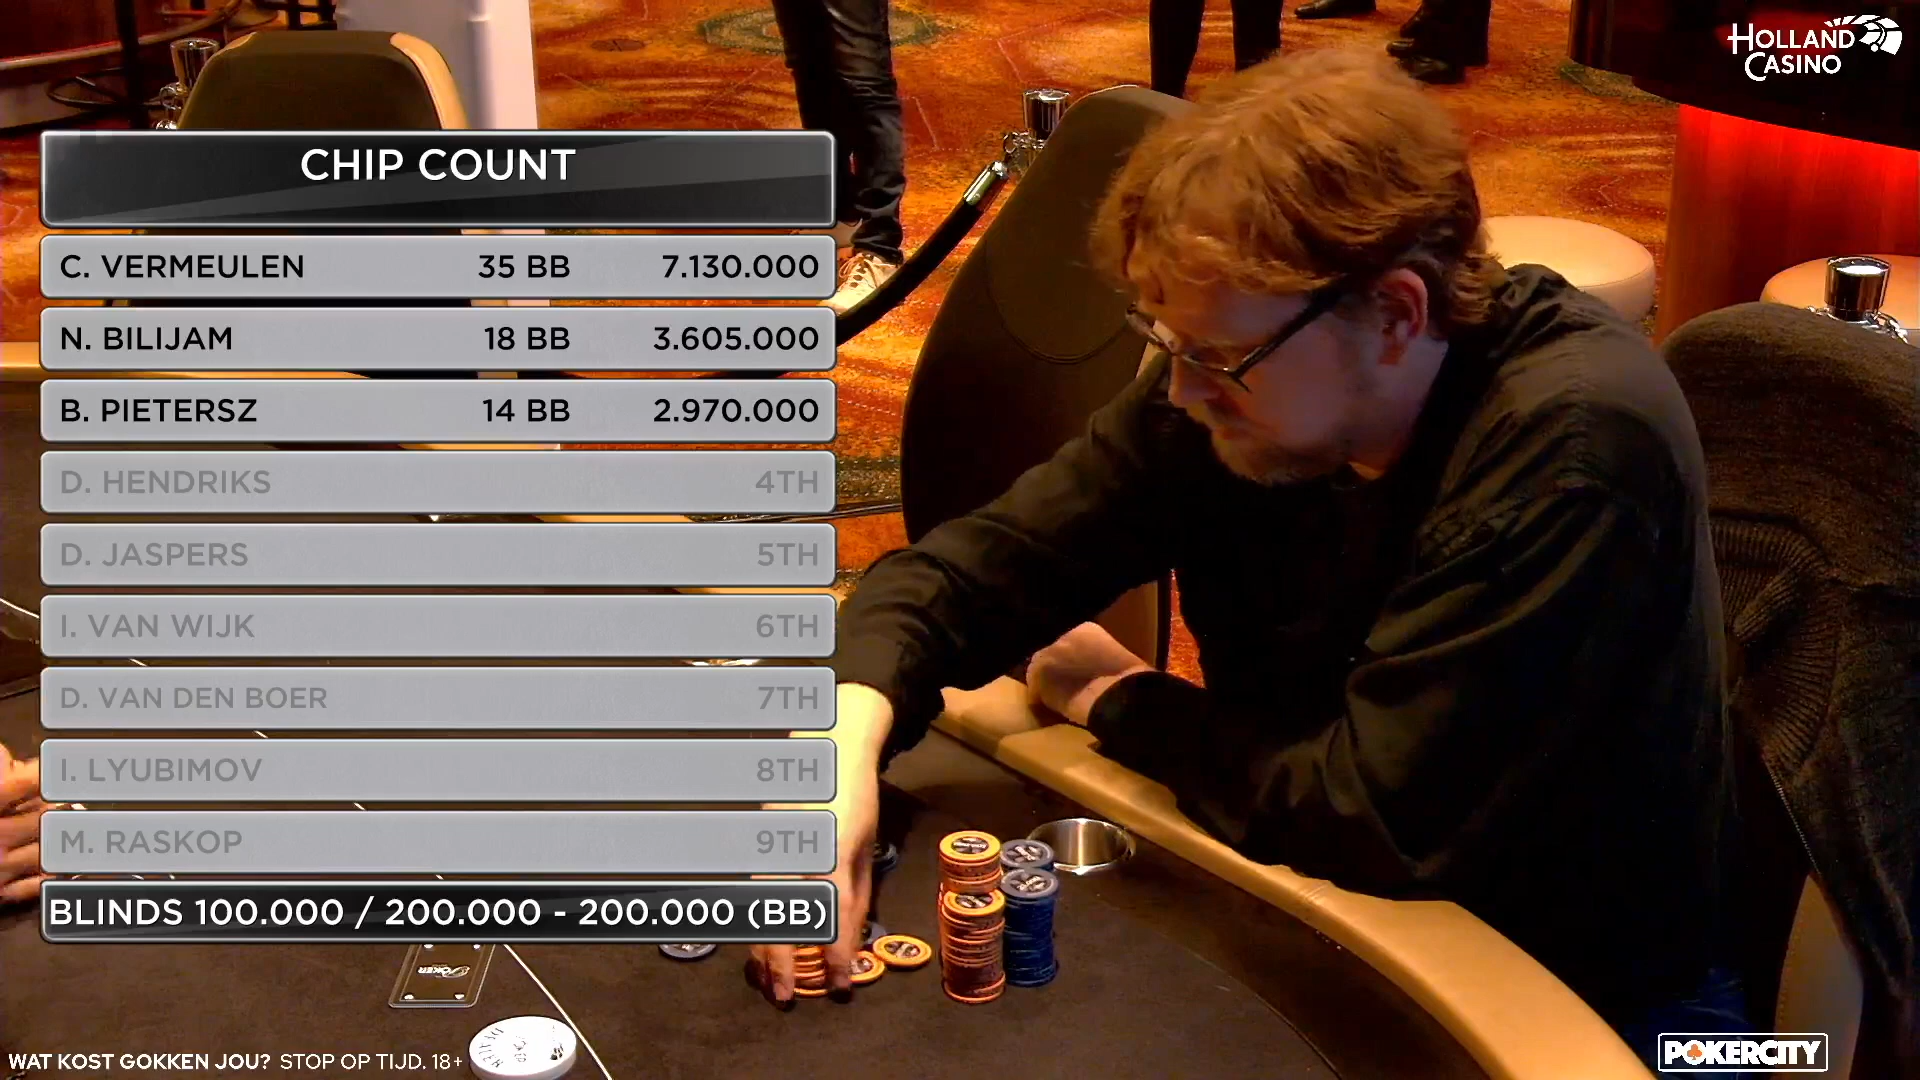 HOLLAND
CASINO
CHIP COUNT
C. VERMEULEN 35 BB 7.130.000
N. BILIJAM 18 BB 3.605.000
B. PIETERSZ 14 BB 2.970.000
D. HENDRIKS 4TH
D. JASPERS 5TH
I. VAN WIJK 6TH
D. VAN DEN BOER 7TH
I. LYUBIMOV 8TH
M. RASKOP 9TH
BLINDS 100.000 / 200.000 - 200.000 (BB)
POKER
WAT KOST GOKKEN JOU? STOP OP TIJD. 18+
POKERCITY